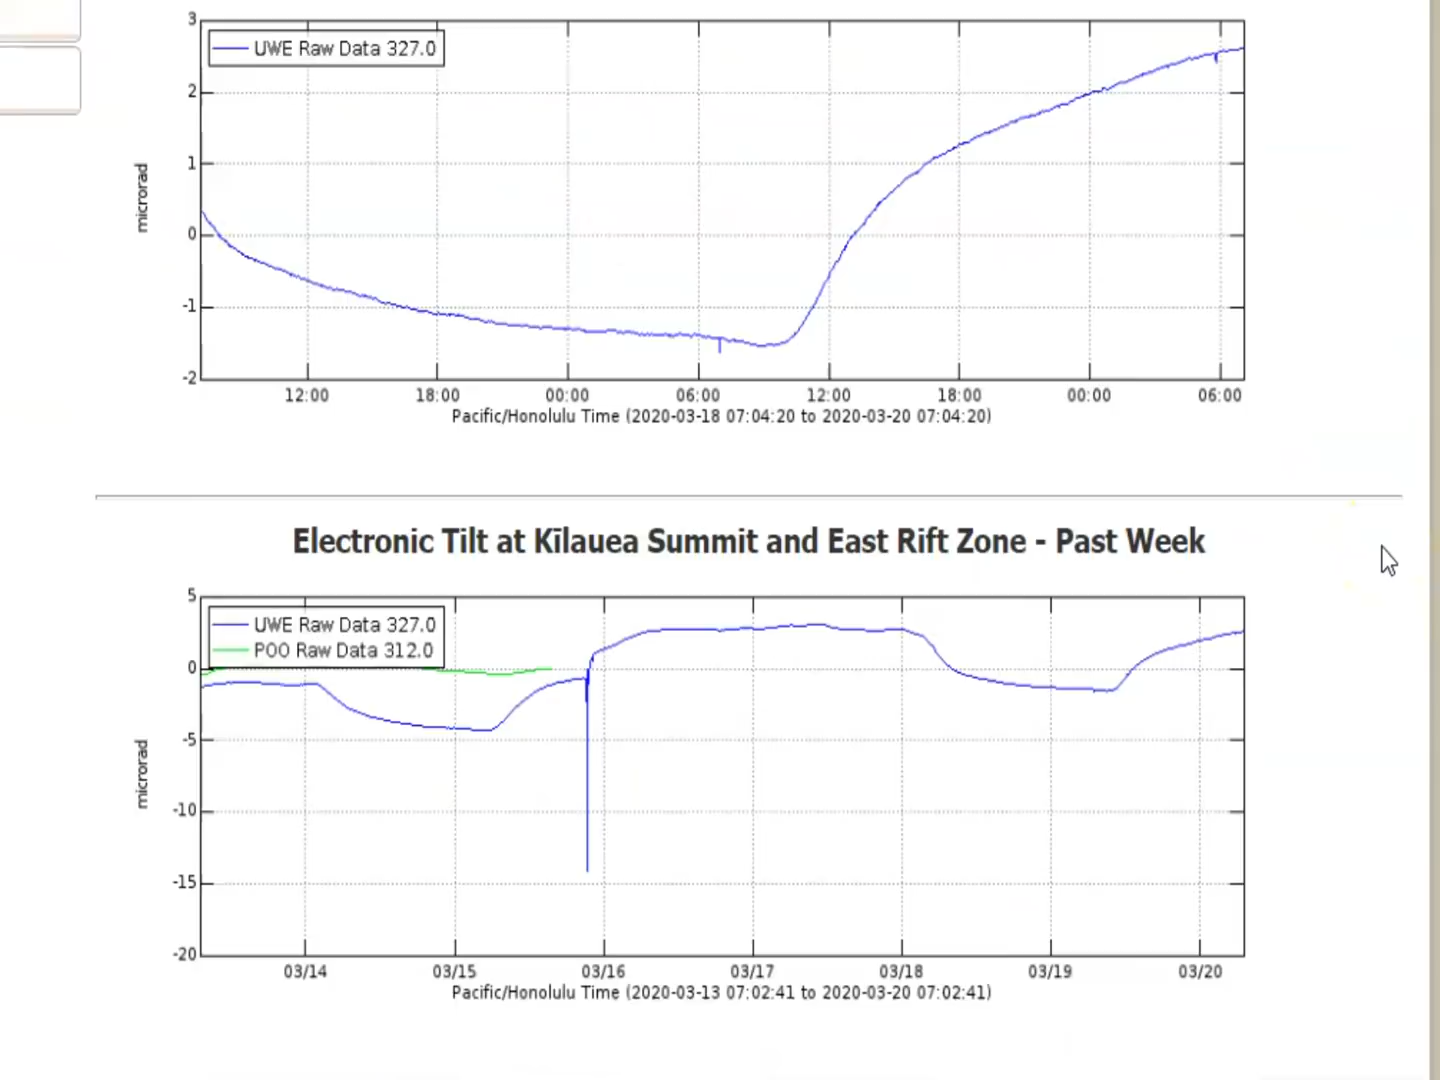 3
UWE Raw Data 327.0
2
1
0
-1
-2
microrad
12:00 18:00 00:00 06:00 12:00 18:00 00:00 06:00
Pacific/Honolulu Time (2020-03-18 07:04:20 to 2020-03-20 07:04:20)
Electronic Tilt at Kīlauea Summit and East Rift Zone - Past Week
5
UWE Raw Data 327.0
POO Raw Data 312.0
0
-5
-10
-15
-20
microrad
03/14 03/15 03/16 03/17 03/18 03/19 03/20
Pacific/Honolulu Time (2020-03-13 07:02:41 to 2020-03-20 07:02:41)